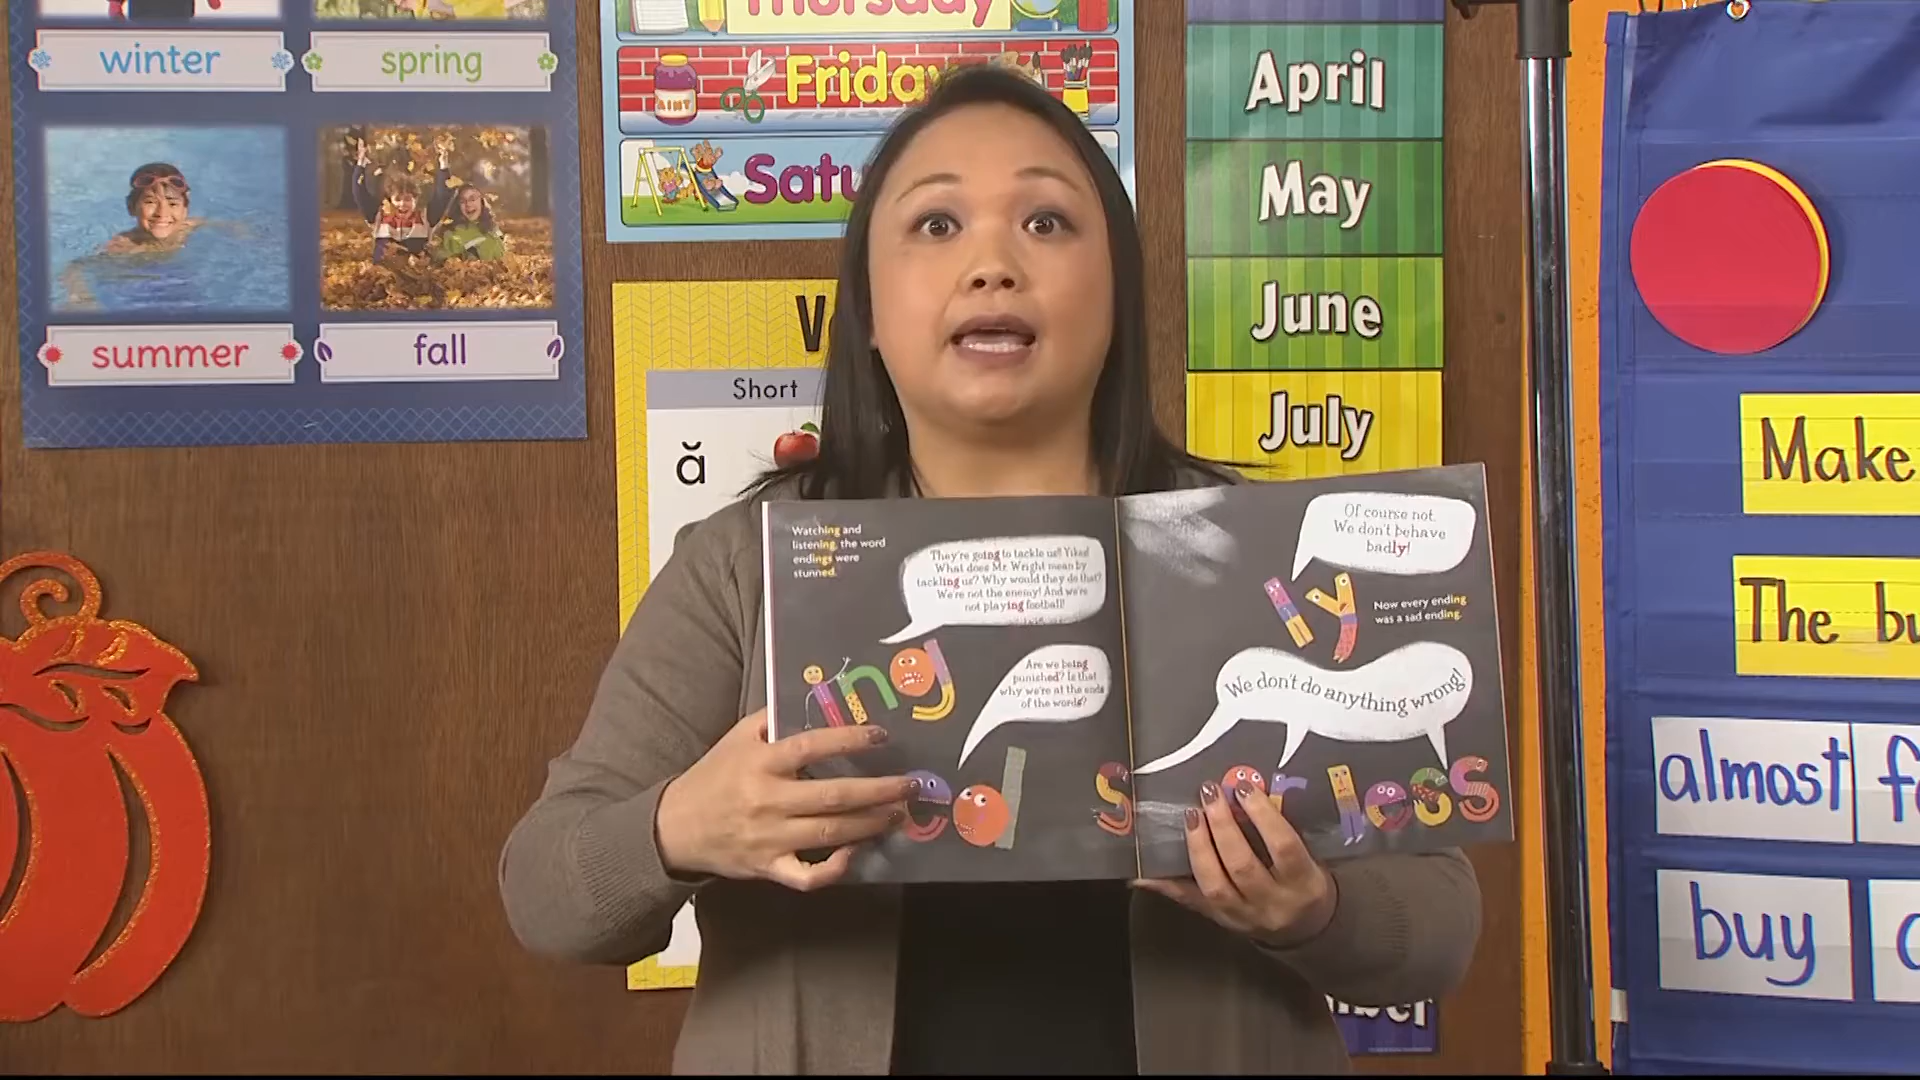 winter
spring
summer
fall
Thursday
Friday
PAINT
Satu
V
Short
ă
April
May
June
July
Make
The bu
almost
f
buy
Watching and
listening, the word
endings were
stunned.
They're going to tackle us!! Yikes!
What does Mr. Wright mean by
tackling us? Why would they do that?
We're not the enemy! And we're
not playing football!
ing
Are we being
punished? Is that
why we're at the ends
of the words?
ed
s
Of course not.
We don't behave
badly!
ly
Now every ending
was a sad ending.
We don't do anything wrong!
er
less